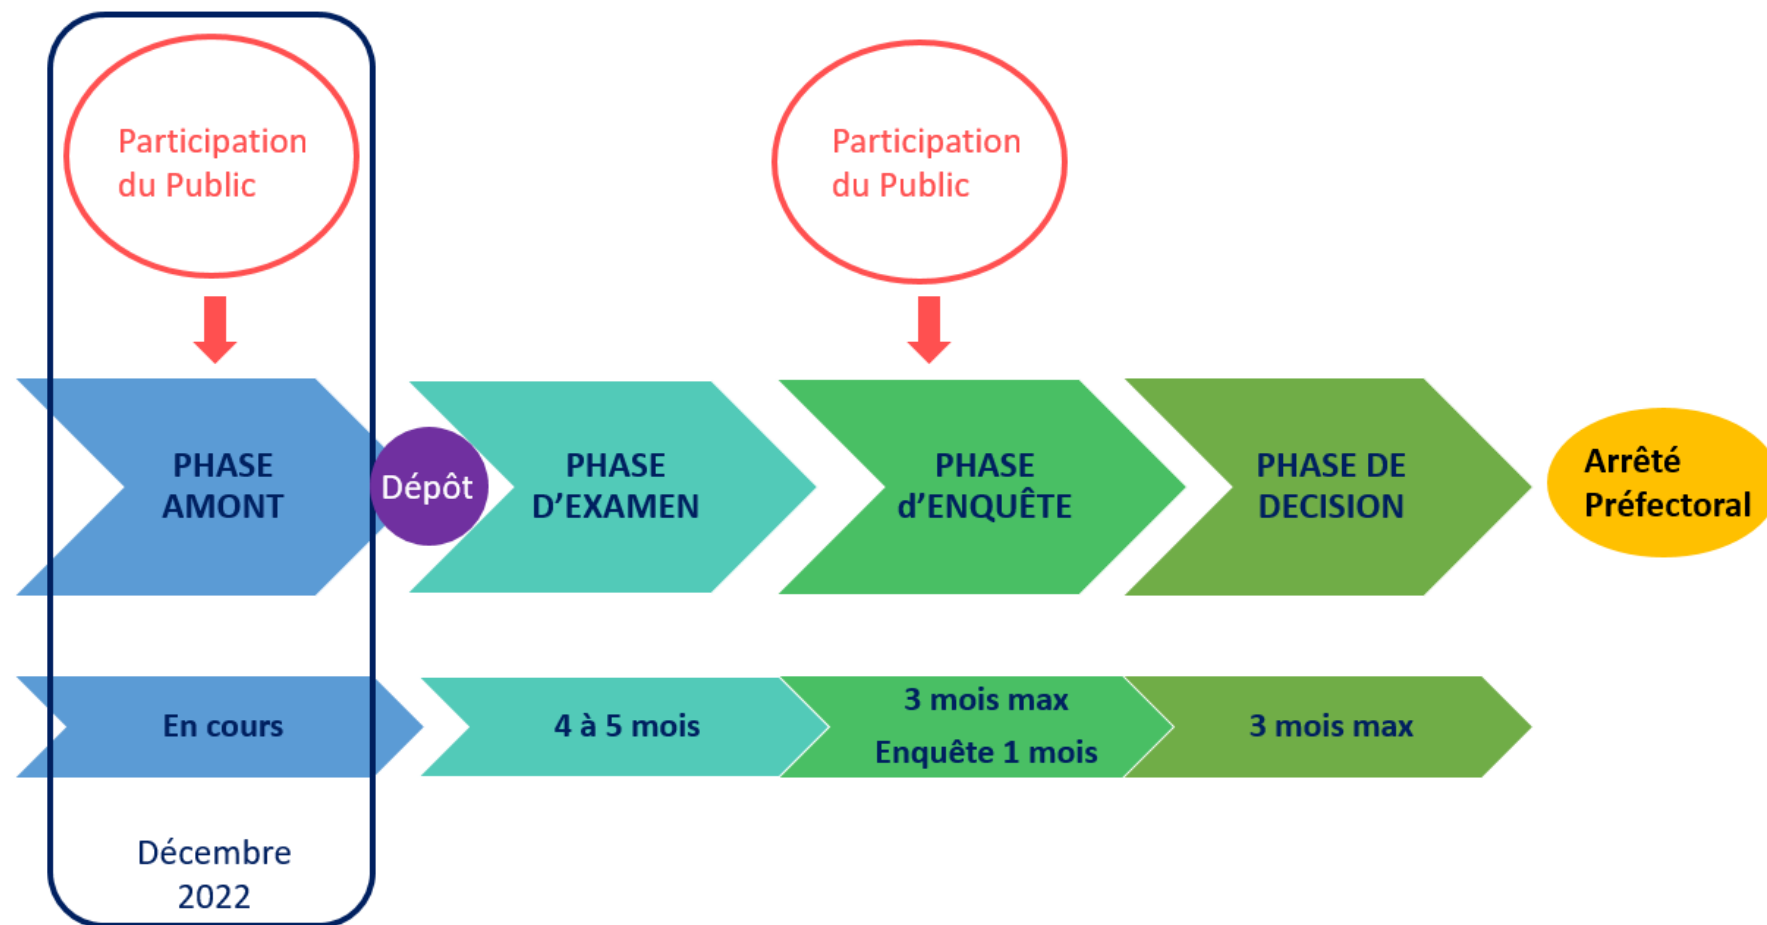 Participation
du Public
Participation
du Public
PHASE
AMONT
Dépôt
PHASE
D’EXAMEN
PHASE
d’ENQUÊTE
PHASE DE
DECISION
Arrêté
Préfectoral
En cours
4 à 5 mois
3 mois max
Enquête 1 mois
3 mois max
Décembre
2022